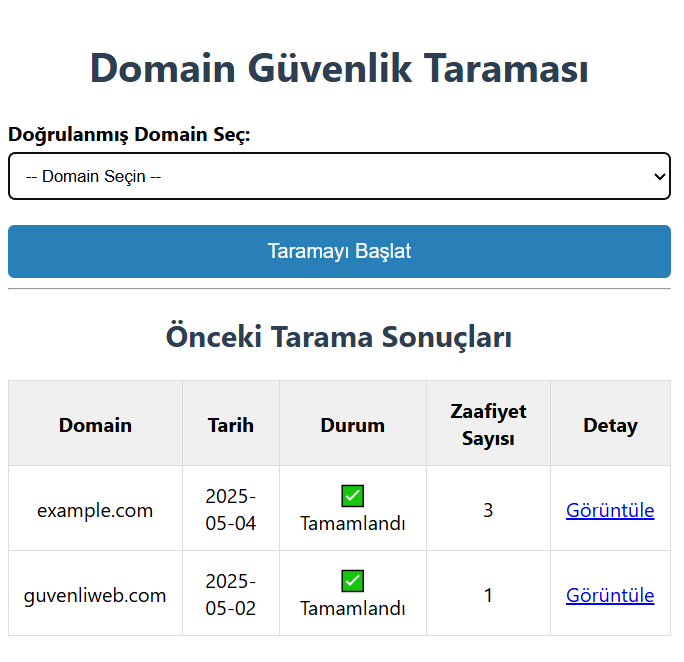 Domain Güvenlik Taraması
Doğrulanmış Domain Seç:
-- Domain Seçin --
Taramayı Başlat
Önceki Tarama Sonuçları
Domain Tarih Durum Zaafiyet Sayısı Detay
example.com 2025-05-04 ✅ Tamamlandı 3 Görüntüle
guvenliweb.com 2025-05-02 ✅ Tamamlandı 1 Görüntüle